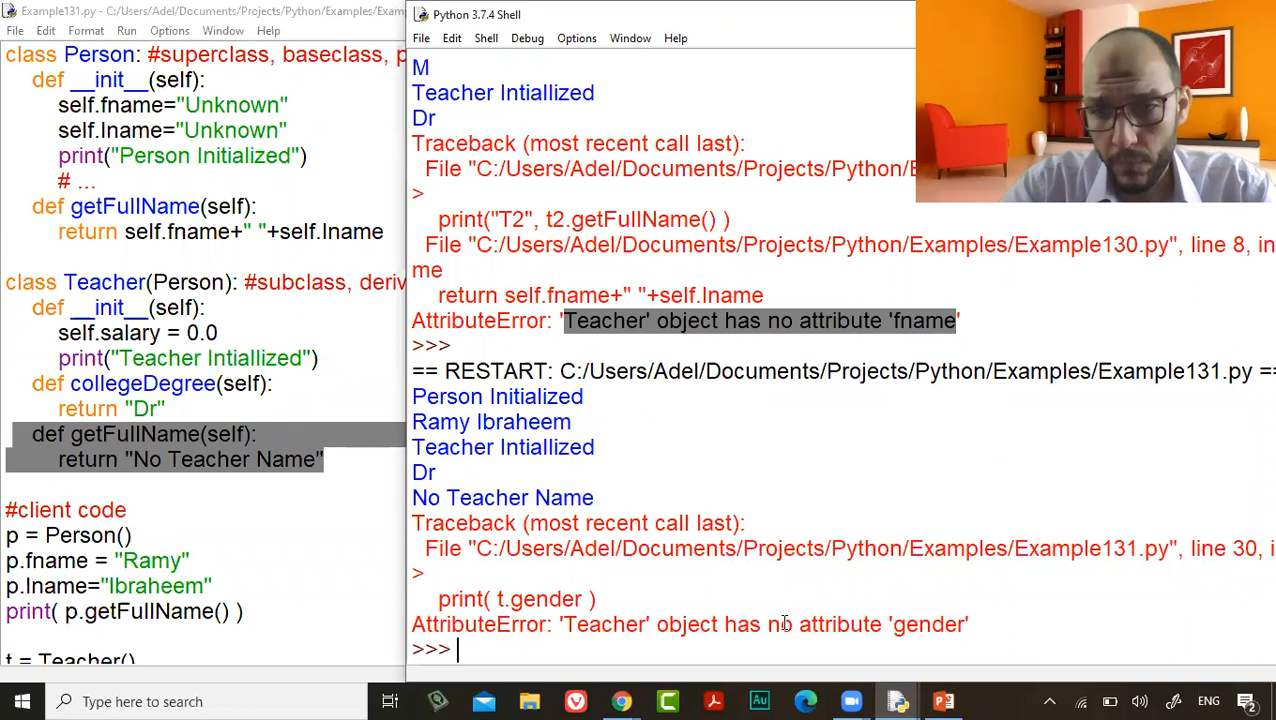 Example131.py - C:/Users/Adel/Documents/Projects/Python/Examples/Exam
File Edit Format Run Options Window Help
class Person: #superclass, baseclass, p
def __init__(self):
self.fname="Unknown"
self.lname="Unknown"
print("Person Initialized")
# ...
def getFullName(self):
return self.fname+" "+self.lname
class Teacher(Person): #subclass, deriv
def __init__(self):
self.salary = 0.0
print("Teacher Intiallized")
def collegeDegree(self):
return "Dr"
def getFullName(self):
return "No Teacher Name"
#client code
p = Person()
p.fname = "Ramy"
p.lname="Ibraheem"
print( p.getFullName() )
t = Teacher()
Python 3.7.4 Shell
File Edit Shell Debug Options Window Help
M
Teacher Intiallized
Dr
Traceback (most recent call last):
File "C:/Users/Adel/Documents/Projects/Python/
>
print("T2", t2.getFullName() )
File "C:/Users/Adel/Documents/Projects/Python/Examples/Example130.py", line 8, in
me
return self.fname+" "+self.lname
AttributeError: 'Teacher' object has no attribute 'fname'
>>>
== RESTART: C:/Users/Adel/Documents/Projects/Python/Examples/Example131.py ==
Person Initialized
Ramy Ibraheem
Teacher Intiallized
Dr
No Teacher Name
Traceback (most recent call last):
File "C:/Users/Adel/Documents/Projects/Python/Examples/Example131.py", line 30, i
>
print( t.gender )
AttributeError: 'Teacher' object has no attribute 'gender'
>>>
Type here to search
ENG
2